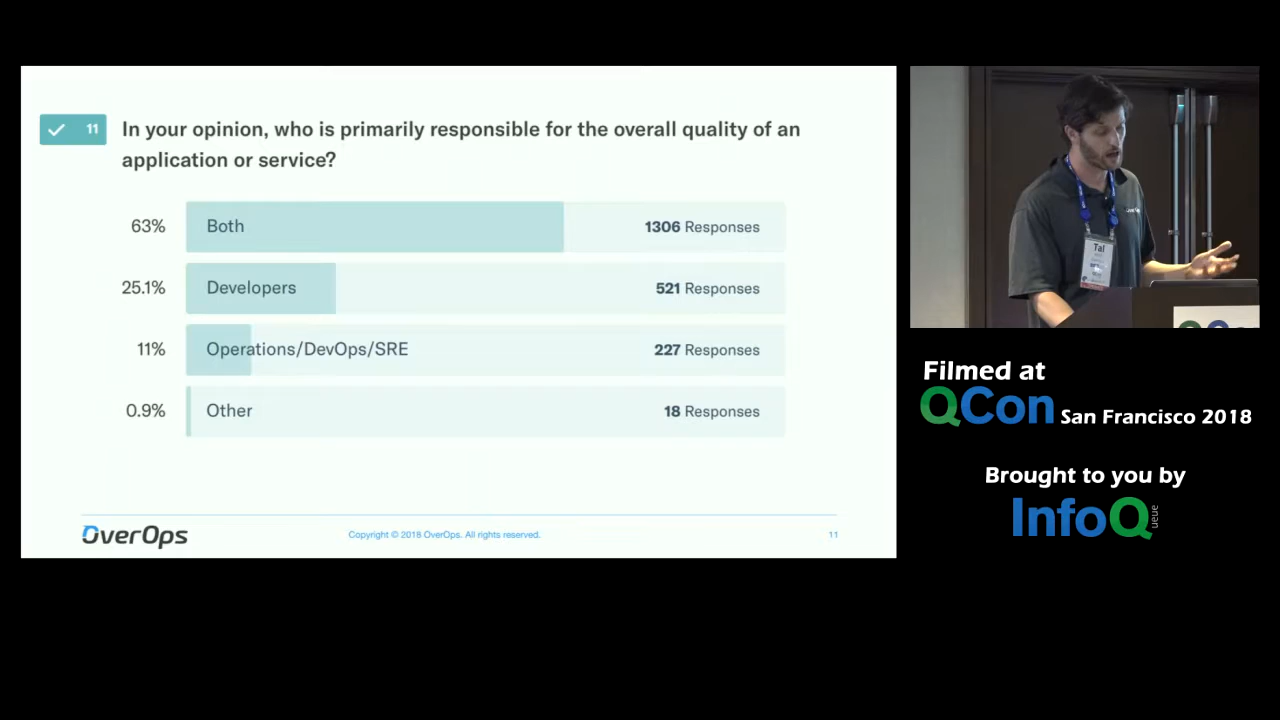 11
In your opinion, who is primarily responsible for the overall quality of an
application or service?
63% Both 1306 Responses
25.1% Developers 521 Responses
11% Operations/DevOps/SRE 227 Responses
0.9% Other 18 Responses
OverOps
Copyright © 2018 OverOps. All rights reserved.
11
Tal
Filmed at
QCon San Francisco 2018
Brought to you by
InfoQ